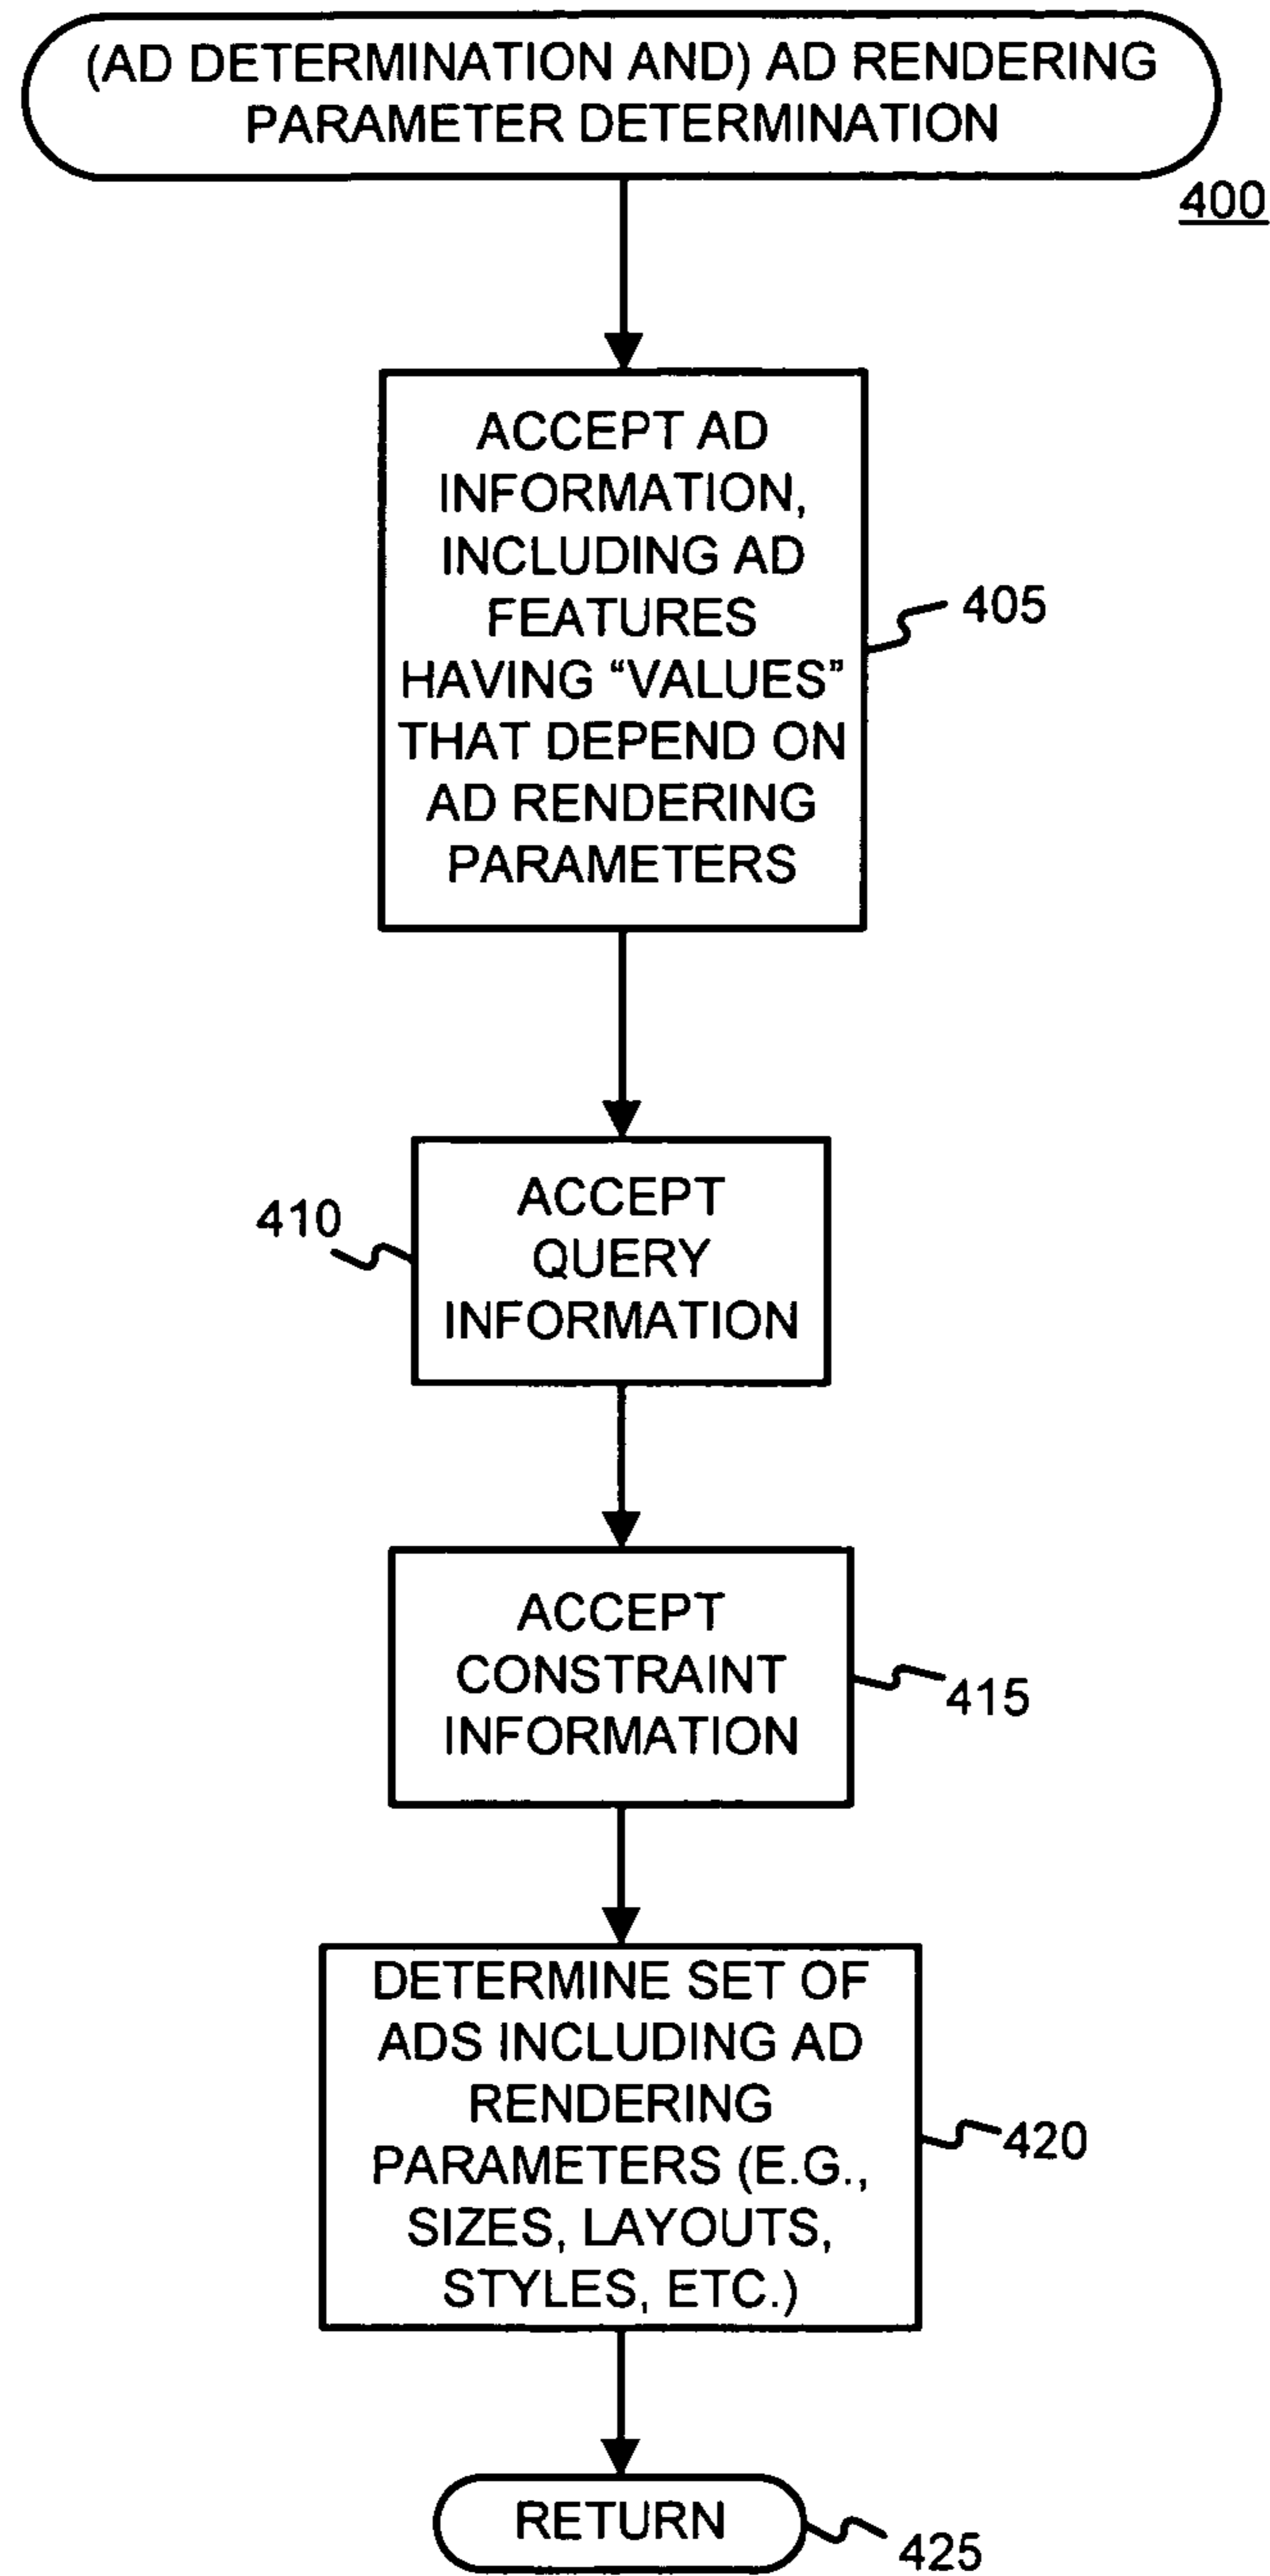 (AD DETERMINATION AND) AD RENDERING
PARAMETER DETERMINATION
400
ACCEPT AD
INFORMATION,
INCLUDING AD
FEATURES
HAVING “VALUES”
THAT DEPEND ON
AD RENDERING
PARAMETERS
405
ACCEPT
QUERY
INFORMATION
410
ACCEPT
CONSTRAINT
INFORMATION
415
DETERMINE SET OF
ADS INCLUDING AD
RENDERING
PARAMETERS (E.G.,
SIZES, LAYOUTS,
STYLES, ETC.)
420
RETURN
425